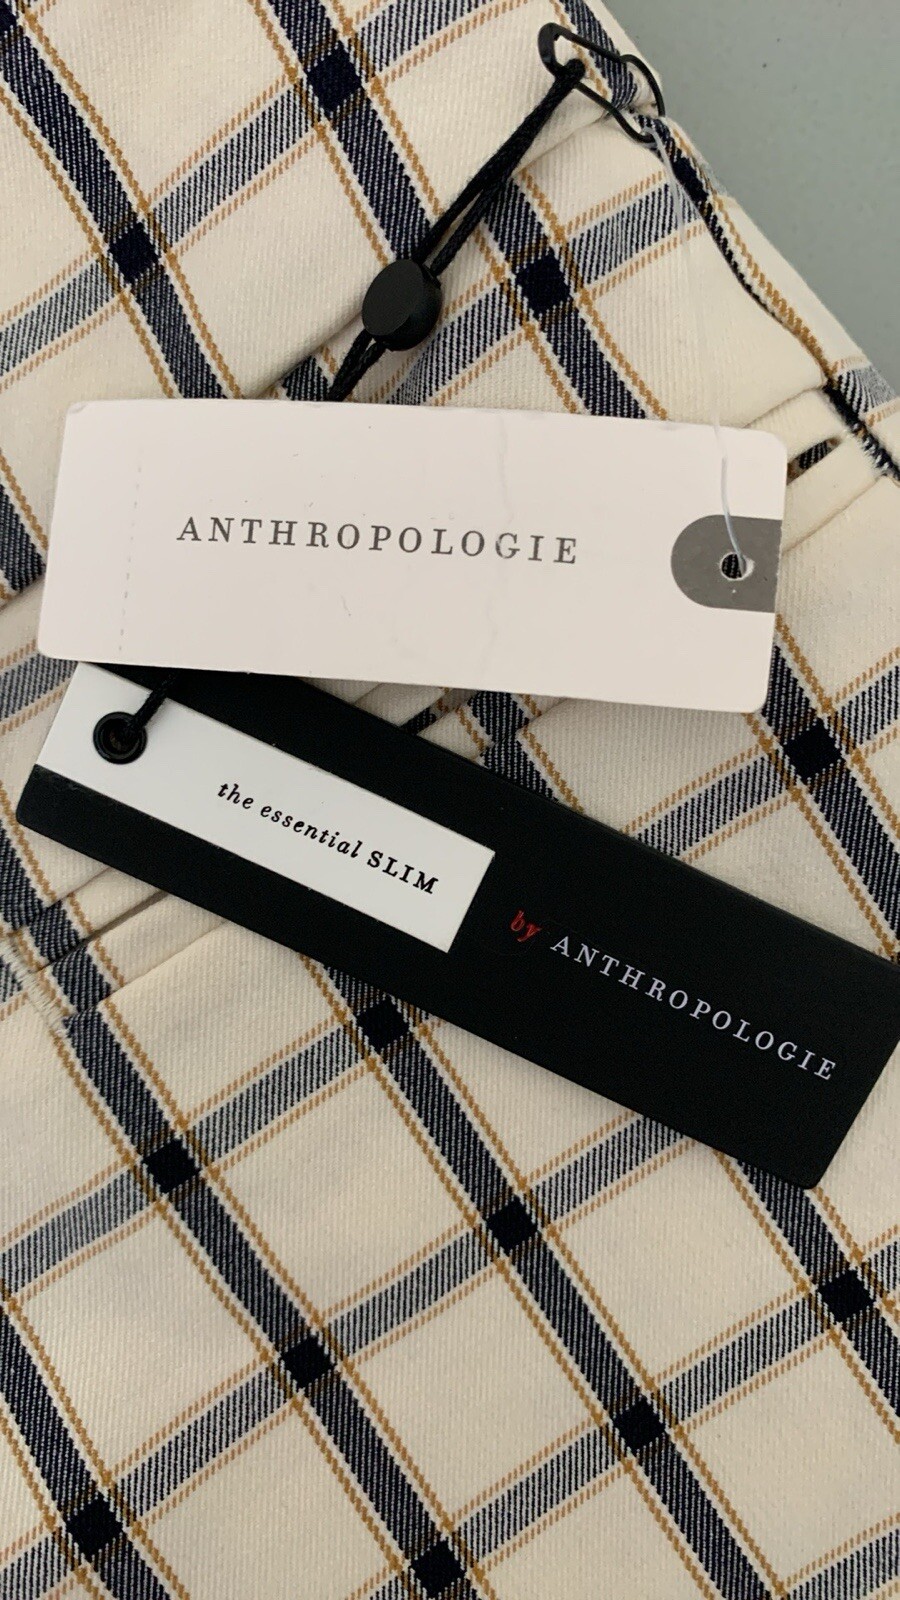 ANTHROPOLOGIE
the essential SLIM
by ANTHROPOLOGIE